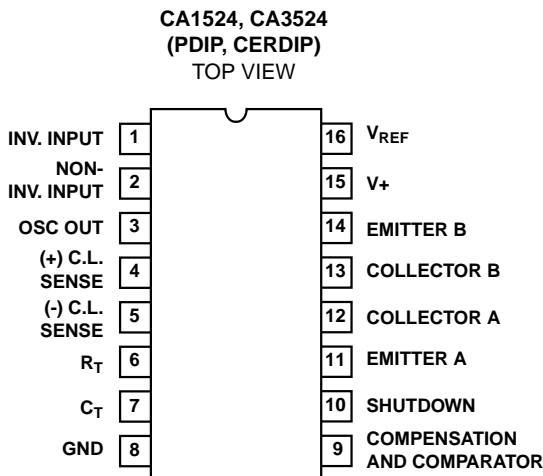 CA1524, CA3524
(PDIP, CERDIP)
TOP VIEW
INV. INPUT 1
NON-
INV. INPUT 2
OSC OUT 3
(+) C.L.
SENSE 4
(-) C.L.
SENSE 5
RT 6
CT 7
GND 8
16 VREF
15 V+
14 EMITTER B
13 COLLECTOR B
12 COLLECTOR A
11 EMITTER A
10 SHUTDOWN
9 COMPENSATION
AND COMPARATOR